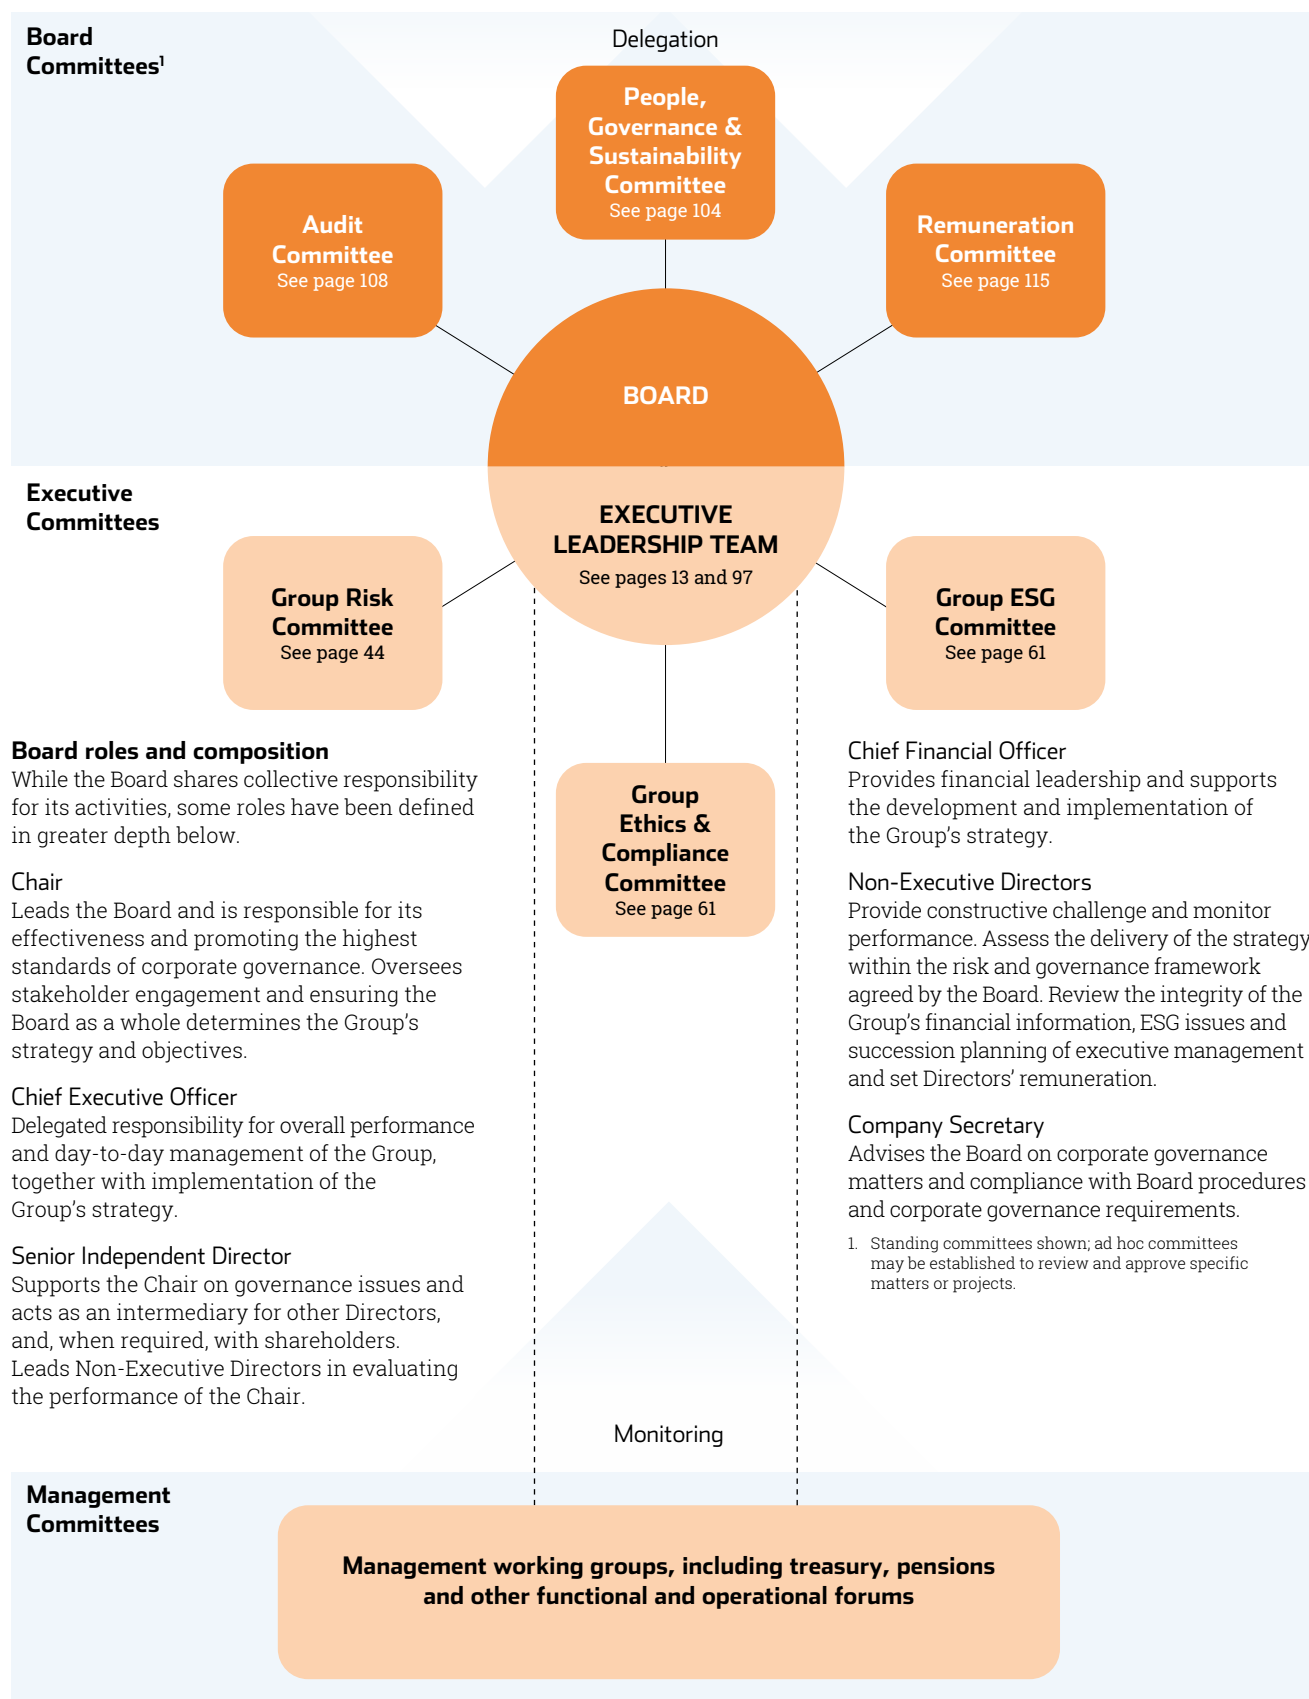 Board
Committees¹
Delegation
People,
Governance &
Sustainability
Committee
See page 104
Audit
Committee
See page 108
Remuneration
Committee
See page 115
BOARD
Executive
Committees
EXECUTIVE
LEADERSHIP TEAM
See pages 13 and 97
Group Risk
Committee
See page 44
Group ESG
Committee
See page 61
Group
Ethics &
Compliance
Committee
See page 61
Board roles and composition
While the Board shares collective responsibility
for its activities, some roles have been defined
in greater depth below.
Chair
Leads the Board and is responsible for its
effectiveness and promoting the highest
standards of corporate governance. Oversees
stakeholder engagement and ensuring the
Board as a whole determines the Group's
strategy and objectives.
Chief Executive Officer
Delegated responsibility for overall performance
and day-to-day management of the Group,
together with implementation of the
Group's strategy.
Senior Independent Director
Supports the Chair on governance issues and
acts as an intermediary for other Directors,
and, when required, with shareholders.
Leads Non-Executive Directors in evaluating
the performance of the Chair.
Chief Financial Officer
Provides financial leadership and supports
the development and implementation of
the Group's strategy.
Non-Executive Directors
Provide constructive challenge and monitor
performance. Assess the delivery of the strategy
within the risk and governance framework
agreed by the Board. Review the integrity of the
Group's financial information, ESG issues and
succession planning of executive management
and set Directors' remuneration.
Company Secretary
Advises the Board on corporate governance
matters and compliance with Board procedures
and corporate governance requirements.
1. Standing committees shown; ad hoc committees
may be established to review and approve specific
matters or projects.
Monitoring
Management
Committees
Management working groups, including treasury, pensions
and other functional and operational forums